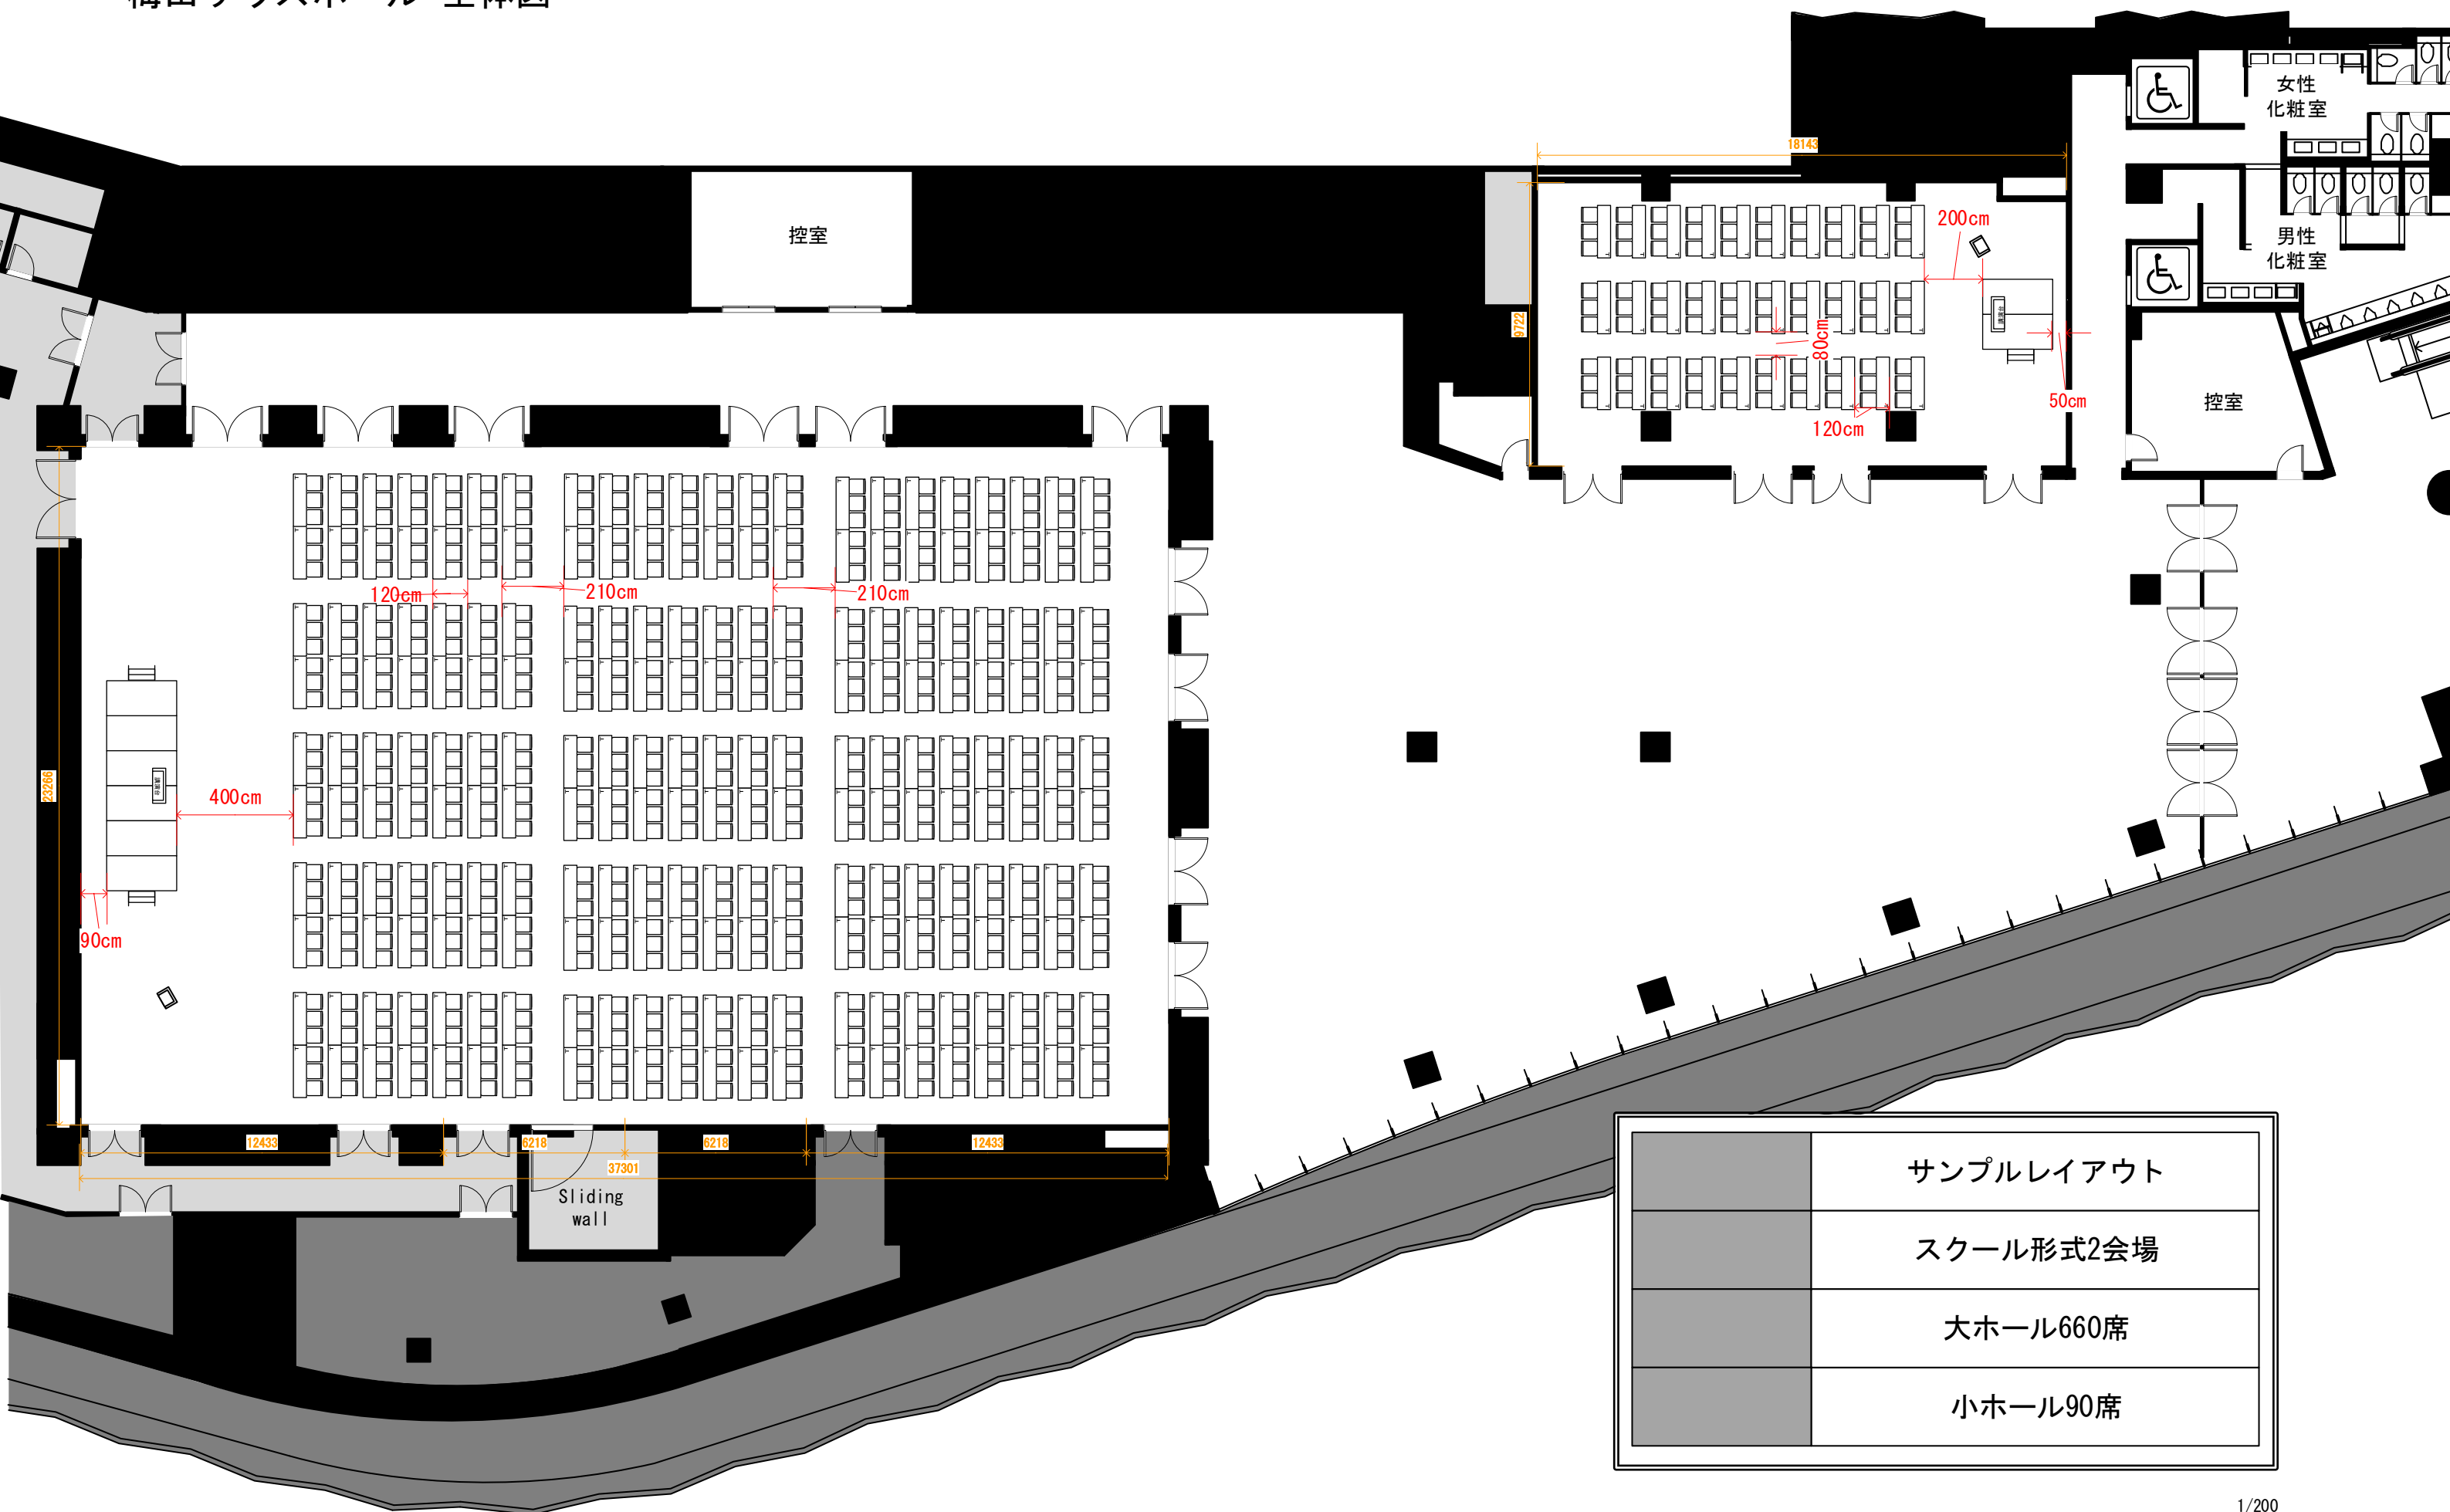 18143
女性
化粧室
控室
200cm
男性
化粧室
9722
80cm
50cm
控室
120cm
120cm
210cm
210cm
23266
400cm
90cm
12433
6218
6218
12433
37301
Sliding
wall
サンプルレイアウト
スクール形式2会場
大ホール660席
小ホール90席
1/200